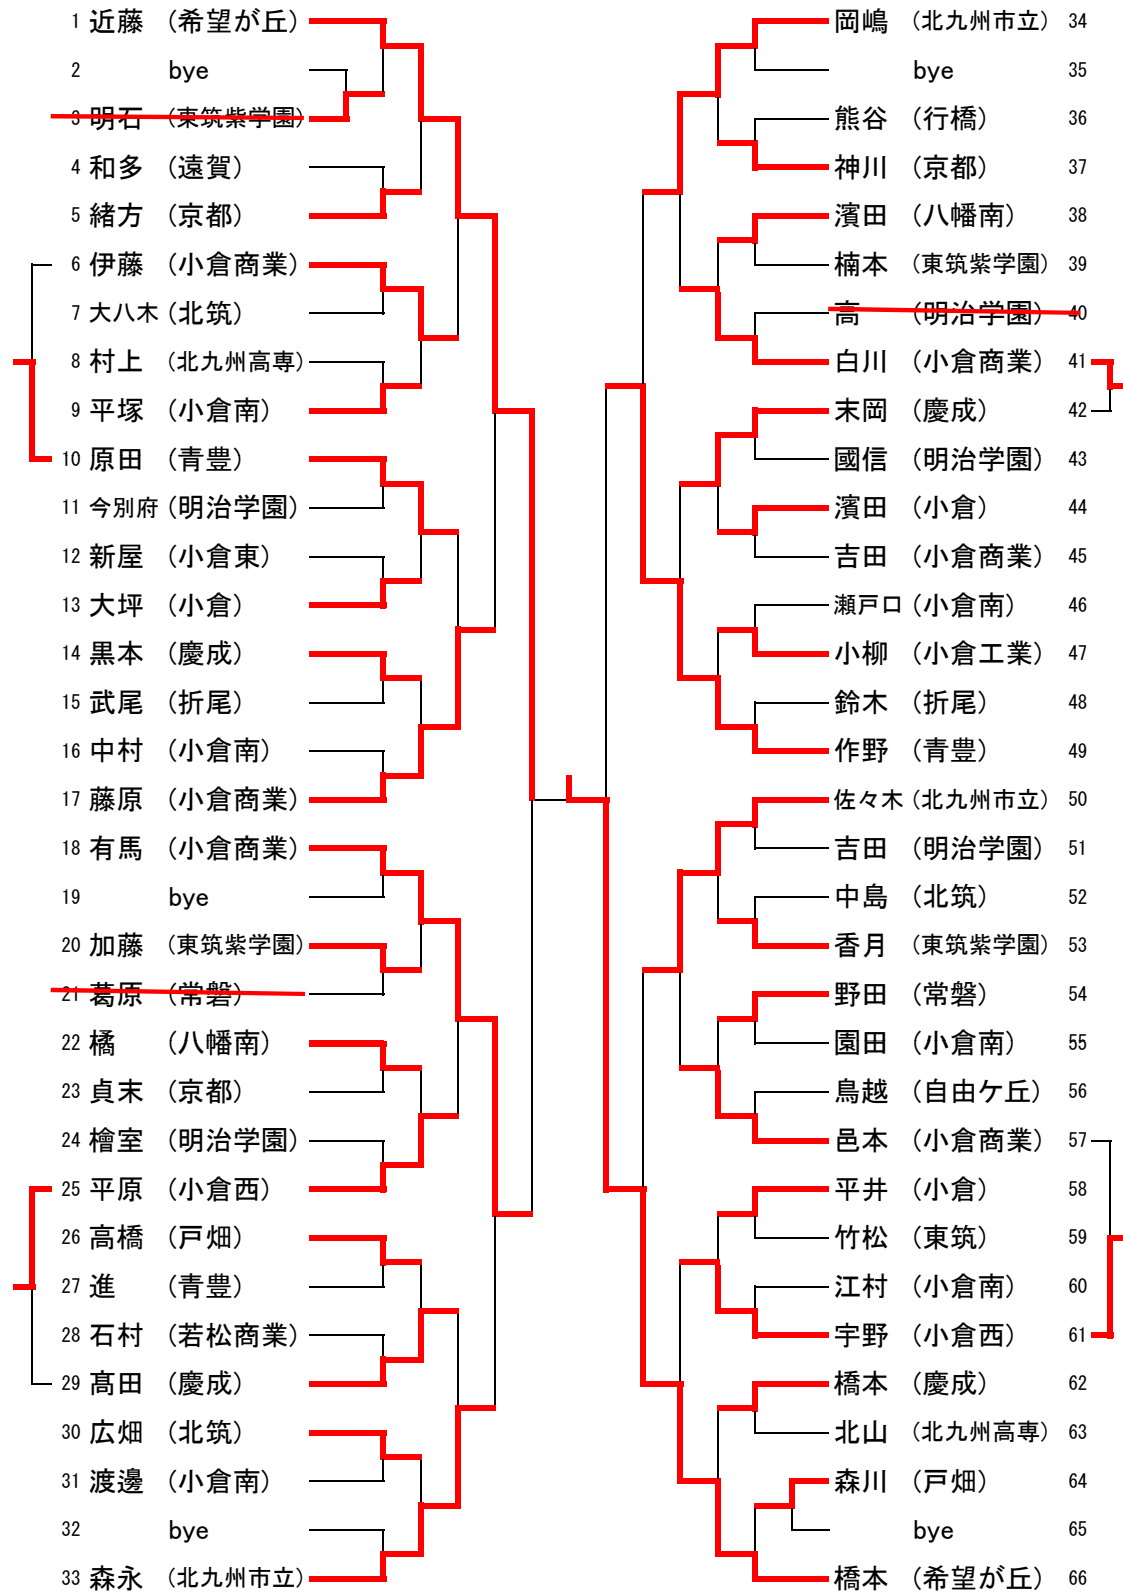 1 近藤 (希望が丘)
2 bye
3 明石 (東筑紫学園)
4 和多 (遠賀)
5 緒方 (京都)
6 伊藤 (小倉商業)
7 大八木 (北筑)
8 村上 (北九州高専)
9 平塚 (小倉南)
10 原田 (青豊)
11 今別府 (明治学園)
12 新屋 (小倉東)
13 大坪 (小倉)
14 黒本 (慶成)
15 武尾 (折尾)
16 中村 (小倉南)
17 藤原 (小倉商業)
18 有馬 (小倉商業)
19 bye
20 加藤 (東筑紫学園)
21 葛原 (常磐)
22 橘 (八幡南)
23 貞末 (京都)
24 檜室 (明治学園)
25 平原 (小倉西)
26 高橋 (戸畑)
27 進 (青豊)
28 石村 (若松商業)
29 髙田 (慶成)
30 広畑 (北筑)
31 渡邊 (小倉南)
32 bye
33 森永 (北九州市立)
岡嶋 (北九州市立) 34
bye 35
熊谷 (行橋) 36
神川 (京都) 37
濱田 (八幡南) 38
楠本 (東筑紫学園) 39
高 (明治学園) 40
白川 (小倉商業) 41
末岡 (慶成) 42
國信 (明治学園) 43
濱田 (小倉) 44
吉田 (小倉商業) 45
瀬戸口 (小倉南) 46
小柳 (小倉工業) 47
鈴木 (折尾) 48
作野 (青豊) 49
佐々木 (北九州市立) 50
吉田 (明治学園) 51
中島 (北筑) 52
香月 (東筑紫学園) 53
野田 (常磐) 54
園田 (小倉南) 55
鳥越 (自由ケ丘) 56
邑本 (小倉商業) 57
平井 (小倉) 58
竹松 (東筑) 59
江村 (小倉南) 60
宇野 (小倉西) 61
橋本 (慶成) 62
北山 (北九州高専) 63
森川 (戸畑) 64
bye 65
橋本 (希望が丘) 66